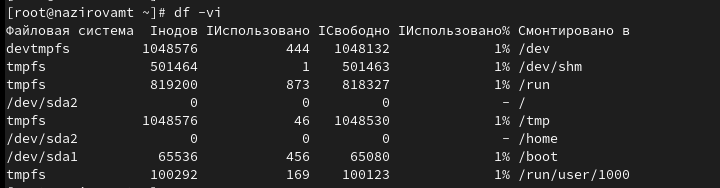 [root@nazirovamt ~]# df -vi
Файловая система Iнодов IИспользовано IСвободно IИспользовано% Смонтировано в
devtmpfs 1048576 444 1048132 1% /dev
tmpfs 501464 1 501463 1% /dev/shm
tmpfs 819200 873 818327 1% /run
/dev/sda2 0 0 0 - /
tmpfs 1048576 46 1048530 1% /tmp
/dev/sda2 0 0 0 - /home
/dev/sda1 65536 456 65080 1% /boot
tmpfs 100292 169 100123 1% /run/user/1000